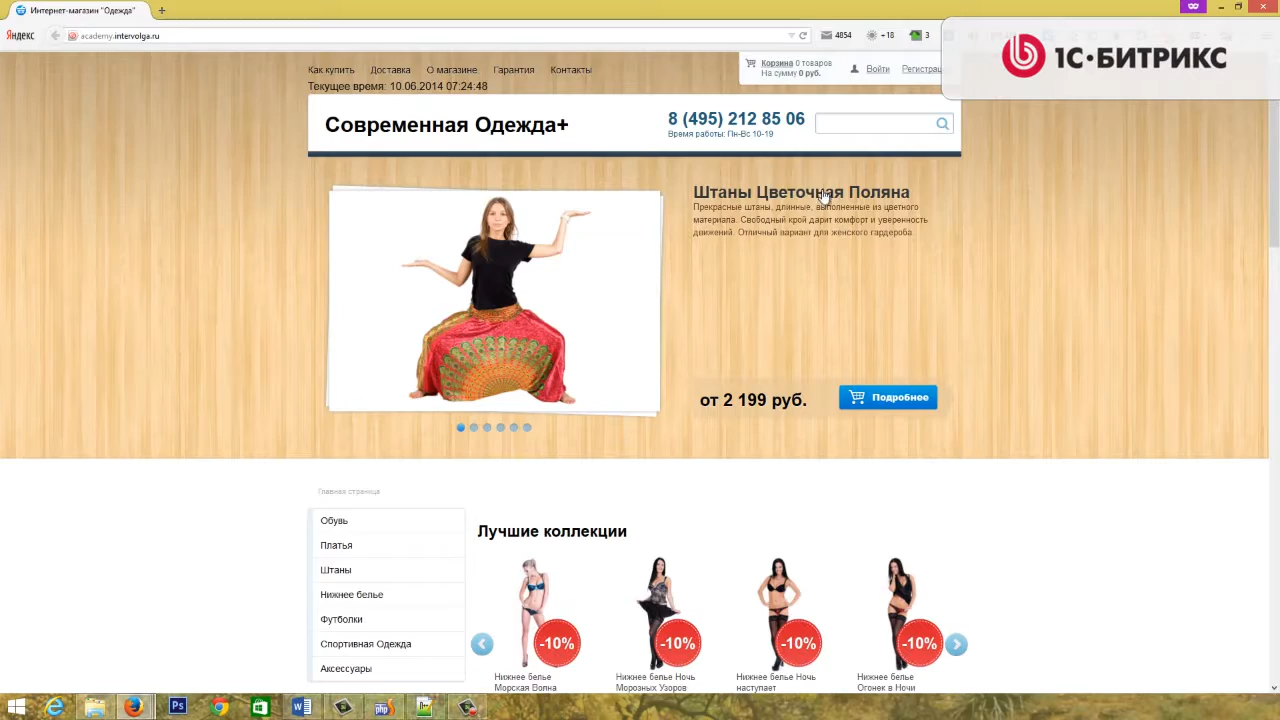 Интернет-магазин "Одежда"
Яндекс
academy.intervolga.ru
4854
+18
3
1С·БИТРИКС
Как купить
Доставка
О магазине
Гарантия
Контакты
Корзина 0 товаров
На сумму 0 руб.
Войти
Регистрац
Текущее время: 10.06.2014 07:24:48
Современная Одежда+
8 (495) 212 85 06
Время работы: Пн-Вс 10-19
Штаны Цветочная Поляна
Прекрасные штаны, длинные, выполненные из цветного
материала. Свободный крой дарит комфорт и уверенность
движений. Отличный вариант для женского гардероба.
от 2 199 руб.
Подробнее
Главная страница
Обувь
Платья
Штаны
Нижнее белье
Футболки
Спортивная Одежда
Аксессуары
Лучшие коллекции
-10%
-10%
-10%
-10%
Нижнее белье
Морская Волна
Нижнее белье Ночь
Морозных Узоров
Нижнее белье Ночь
наступает
Нижнее белье
Огонек в Ночи